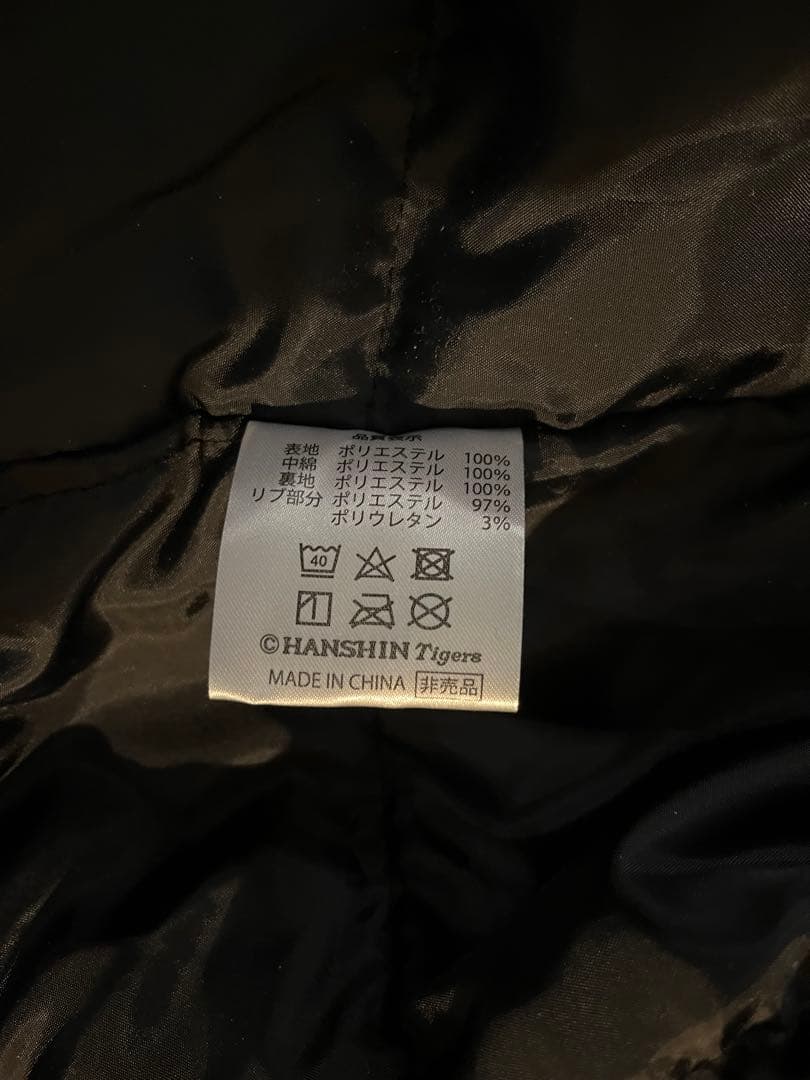 品質表示
表地 ポリエステル 100%
中綿 ポリエステル 100%
裏地 ポリエステル 100%
リブ部分 ポリエステル 97%
ポリウレタン 3%
40
©HANSHIN Tigers
MADE IN CHINA 非売品